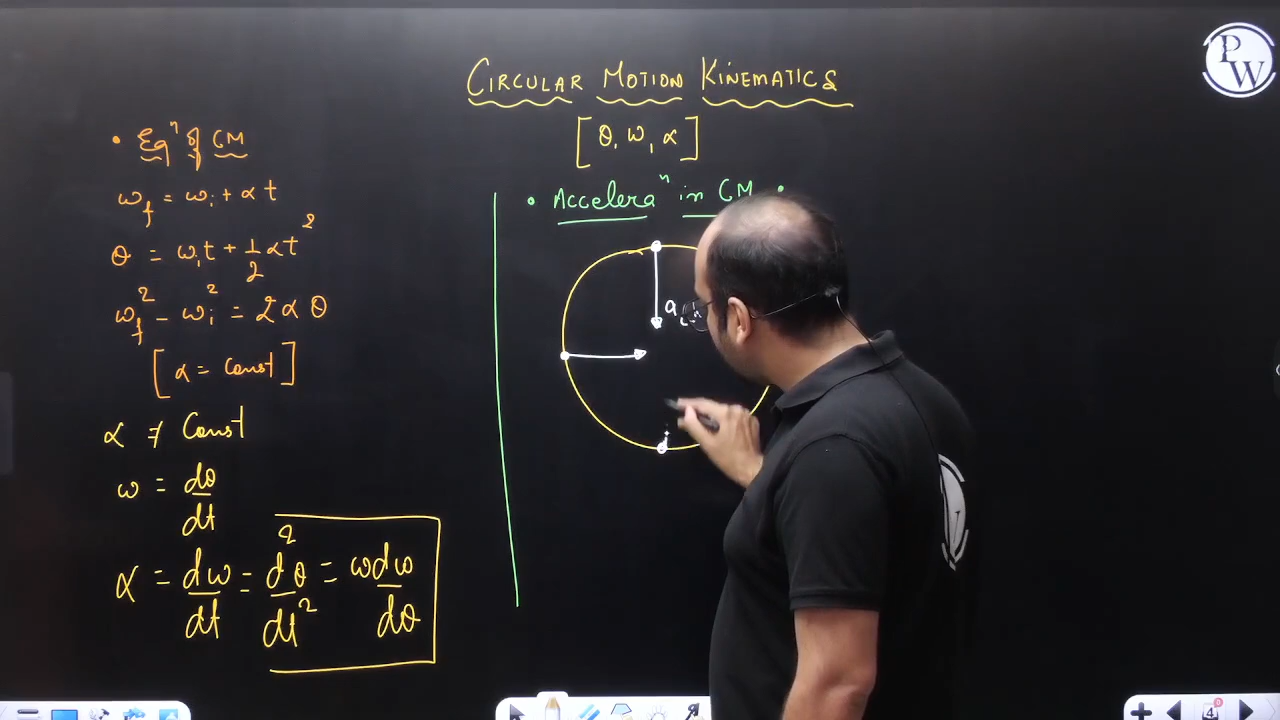 CIRCULAR MOTION KINEMATICS
[θ, ω, α]
• Eqⁿ of CM
ω_f = ω_i + αt
θ = ω_i t + 1/2 αt²
ω_f² - ω_i² = 2αθ
[α = Const]
α ≠ Const
ω = dθ/dt
α = dω/dt = d²θ/dt² = ωdω/dθ
• Acceleraⁿ in CM •
a
PW
4